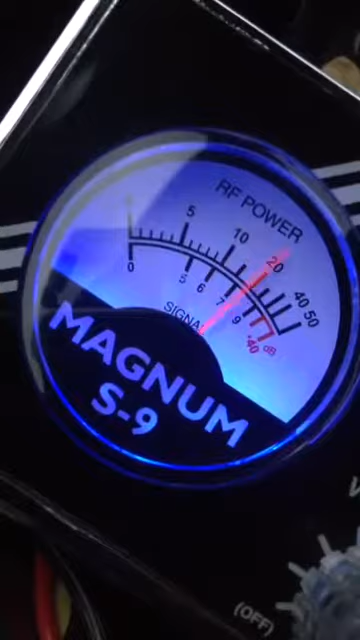 RF POWER
5 10 20 40 50
0 5 6 7 9 +40 dB
SIGNAL
MAGNUM
S-9
V
(OFF)